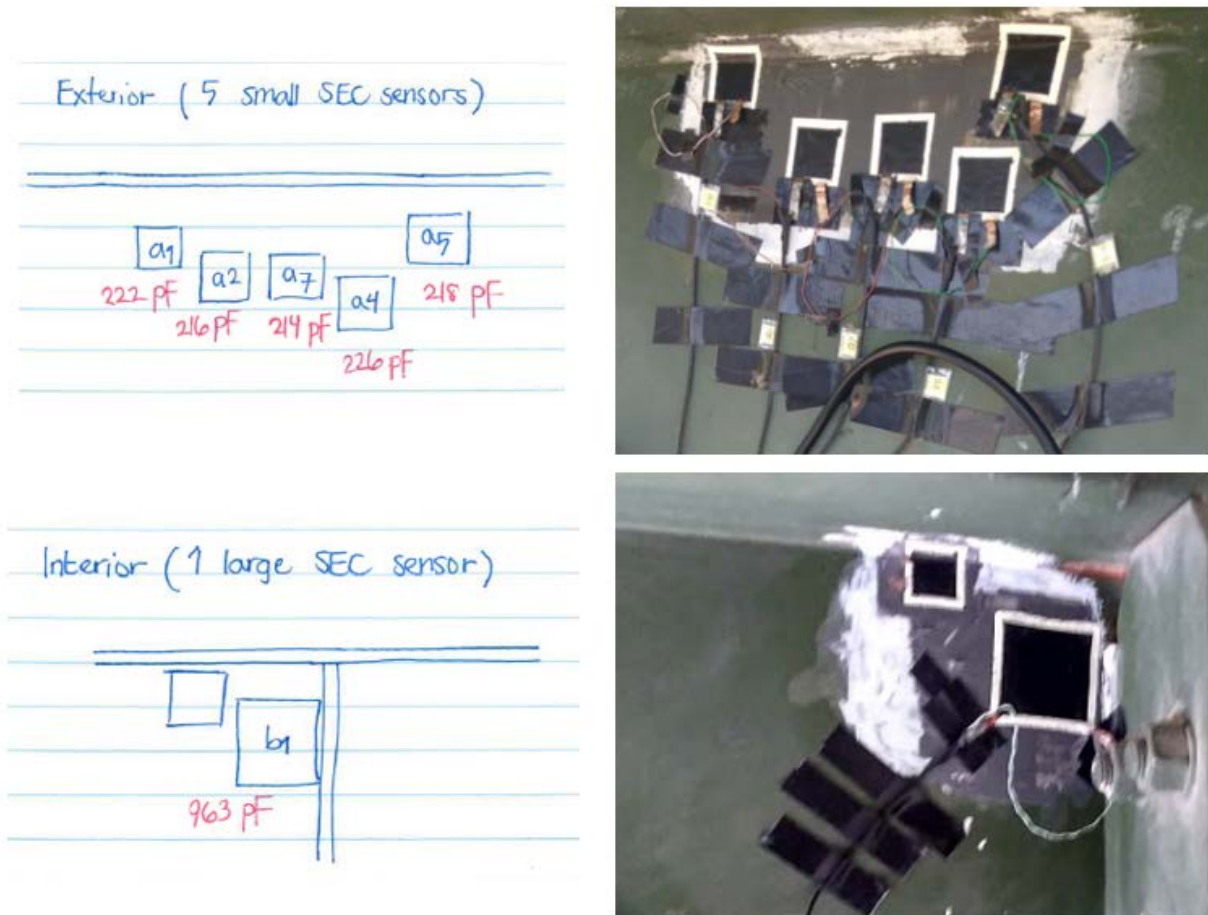 Exterior (5 small SEC sensors)
a1
a2
a7
a4
a5
222 pF
216 pF
214 pF
226 pF
218 pF
Interior (1 large SEC sensor)
b1
963 pF